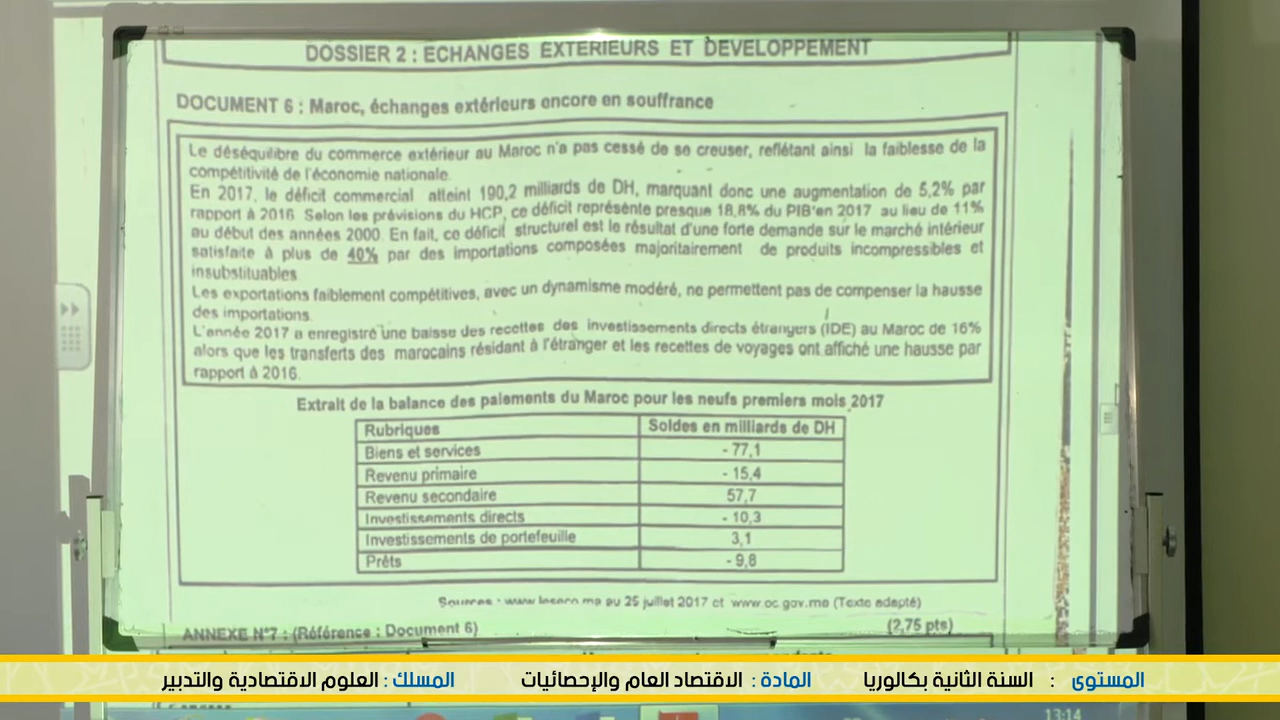 DOSSIER 2 : ECHANGES EXTERIEURS ET DEVELOPPEMENT
DOCUMENT 6 : Maroc, échanges extérieurs encore en souffrance
Le déséquilibre du commerce extérieur au Maroc n'a pas cessé de se creuser, reflétant ainsi la faiblesse de la
compétitivité de l'économie nationale.
En 2017, le déficit commercial atteint 190,2 milliards de DH, marquant donc une augmentation de 5,2% par
rapport à 2016. Selon les prévisions du HCP, ce déficit représente presque 18,8% du PIB en 2017 au lieu de 11%
au début des années 2000. En fait, ce déficit structurel est le résultat d'une forte demande sur le marché intérieur
satisfaite à plus de 40% par des importations composées majoritairement de produits incompressibles et
insubstituables.
Les exportations faiblement compétitives, avec un dynamisme modéré, ne permettent pas de compenser la hausse
des importations.
L'année 2017 a enregistré une baisse des recettes des investissements directs étrangers (IDE) au Maroc de 16%
alors que les transferts des marocains résidant à l'étranger et les recettes de voyages ont affiché une hausse par
rapport à 2016.
Extrait de la balance des paiements du Maroc pour les neufs premiers mois 2017
Rubriques Soldes en milliards de DH
Biens et services - 77,1
Revenu primaire - 15,4
Revenu secondaire 57,7
Investissements directs - 10,3
Investissements de portefeuille 3,1
Prêts - 9,8
Sources : www.leseco.ma au 25 juillet 2017 et www.oc.gov.ma (Texte adapté)
ANNEXE N°7 : (Référence : Document 6) (2,75 pts)
المستوى : السنة الثانية بكالوريا المادة : الاقتصاد العام والإحصائيات المسلك : العلوم الاقتصادية والتدبير
13:14